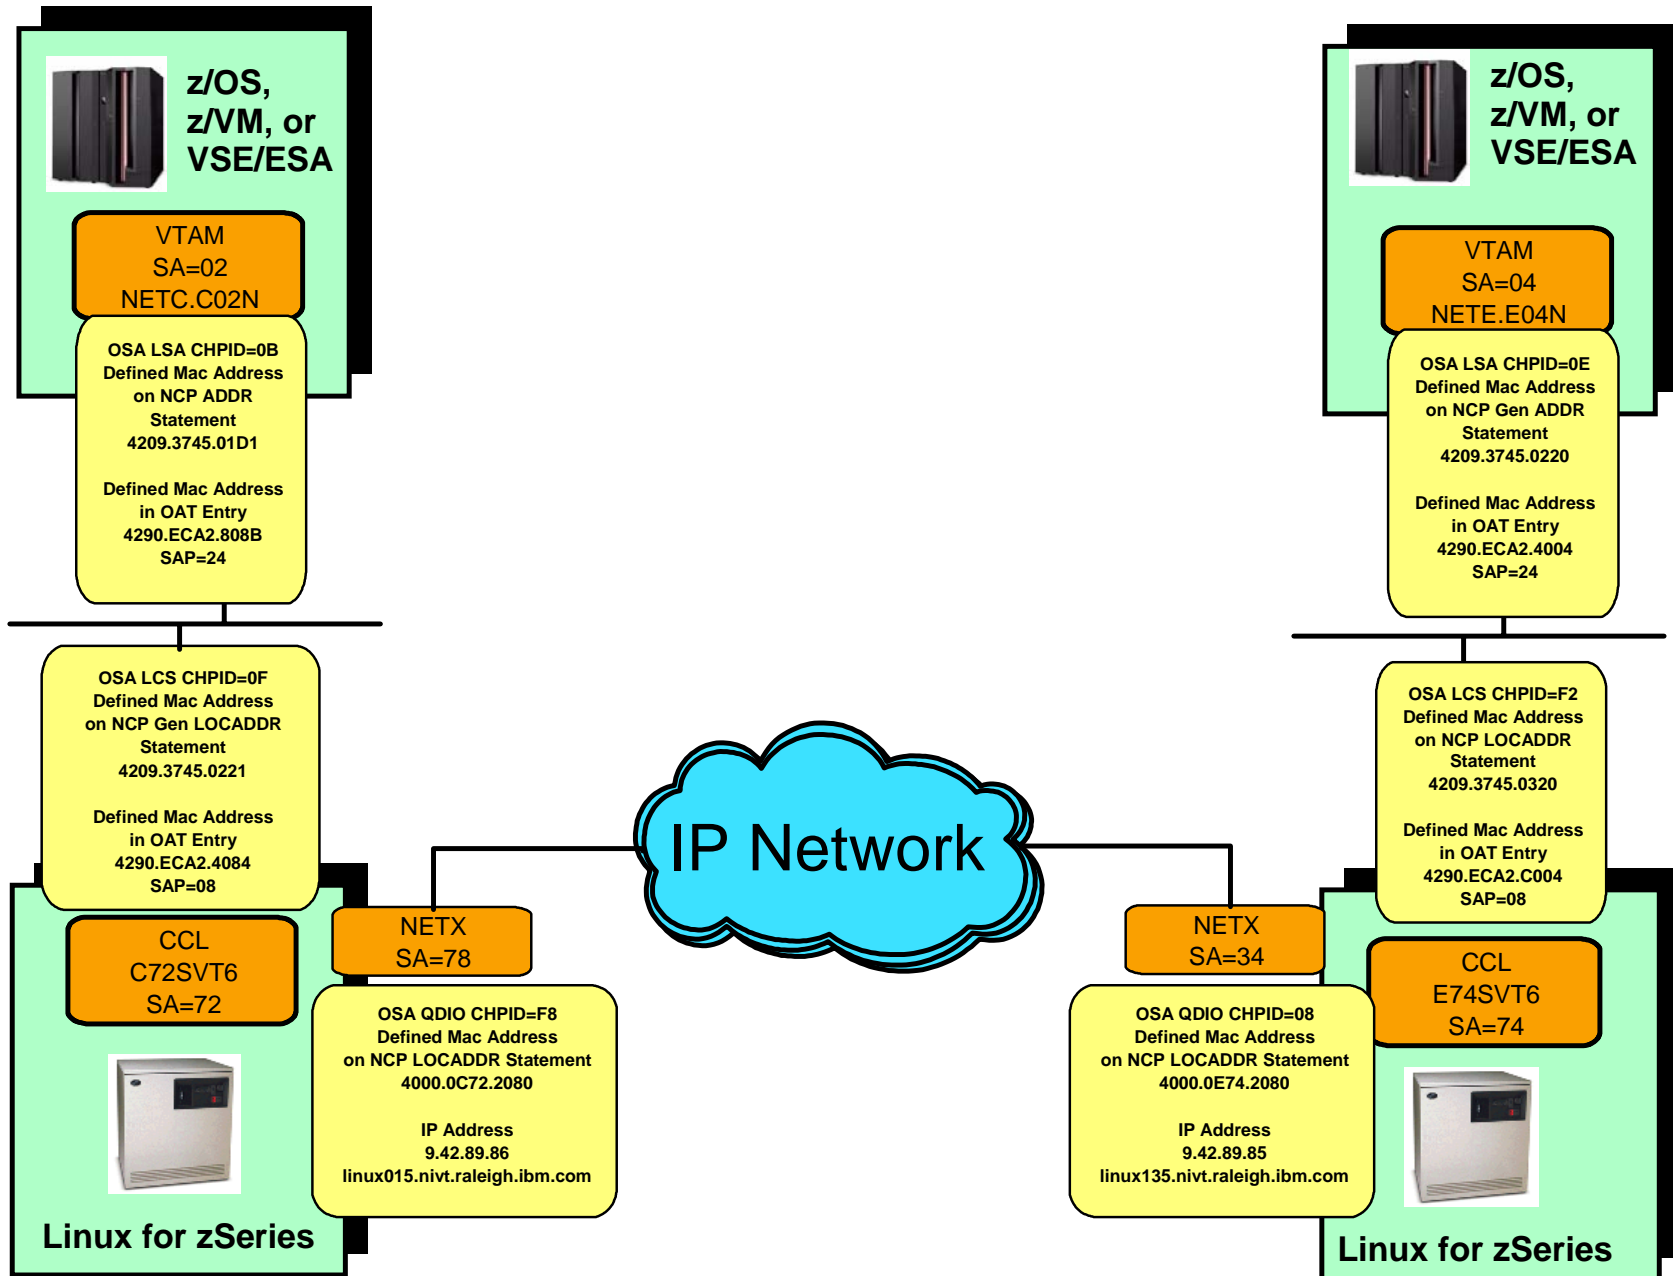 z/OS,
z/VM, or
VSE/ESA
VTAM
SA=02
NETC.C02N
OSA LSA CHPID=0B
Defined Mac Address
on NCP ADDR
Statement
4209.3745.01D1
Defined Mac Address
in OAT Entry
4290.ECA2.808B
SAP=24
OSA LCS CHPID=0F
Defined Mac Address
on NCP Gen LOCADDR
Statement
4209.3745.0221
Defined Mac Address
in OAT Entry
4290.ECA2.4084
SAP=08
CCL
C72SVT6
SA=72
Linux for zSeries
NETX
SA=78
OSA QDIO CHPID=F8
Defined Mac Address
on NCP LOCADDR Statement
4000.0C72.2080
IP Address
9.42.89.86
linux015.nivt.raleigh.ibm.com
IP Network
z/OS,
z/VM, or
VSE/ESA
VTAM
SA=04
NETE.E04N
OSA LSA CHPID=0E
Defined Mac Address
on NCP Gen ADDR
Statement
4209.3745.0220
Defined Mac Address
in OAT Entry
4290.ECA2.4004
SAP=24
OSA LCS CHPID=F2
Defined Mac Address
on NCP LOCADDR
Statement
4209.3745.0320
Defined Mac Address
in OAT Entry
4290.ECA2.C004
SAP=08
NETX
SA=34
OSA QDIO CHPID=08
Defined Mac Address
on NCP LOCADDR Statement
4000.0E74.2080
IP Address
9.42.89.85
linux135.nivt.raleigh.ibm.com
CCL
E74SVT6
SA=74
Linux for zSeries